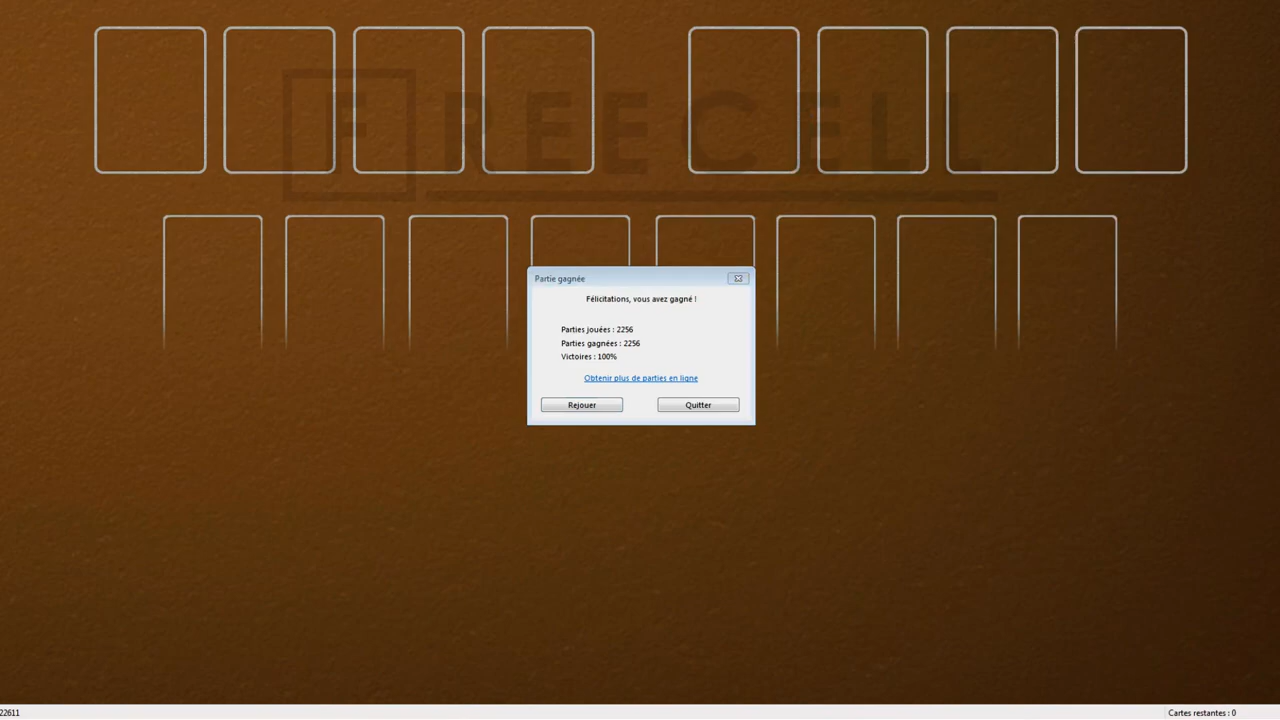 FREECELL
Partie gagnée
Félicitations, vous avez gagné !
Parties jouées : 2256
Parties gagnées : 2256
Victoires : 100%
Obtenir plus de parties en ligne
Rejouer
Quitter
22611
Cartes restantes : 0